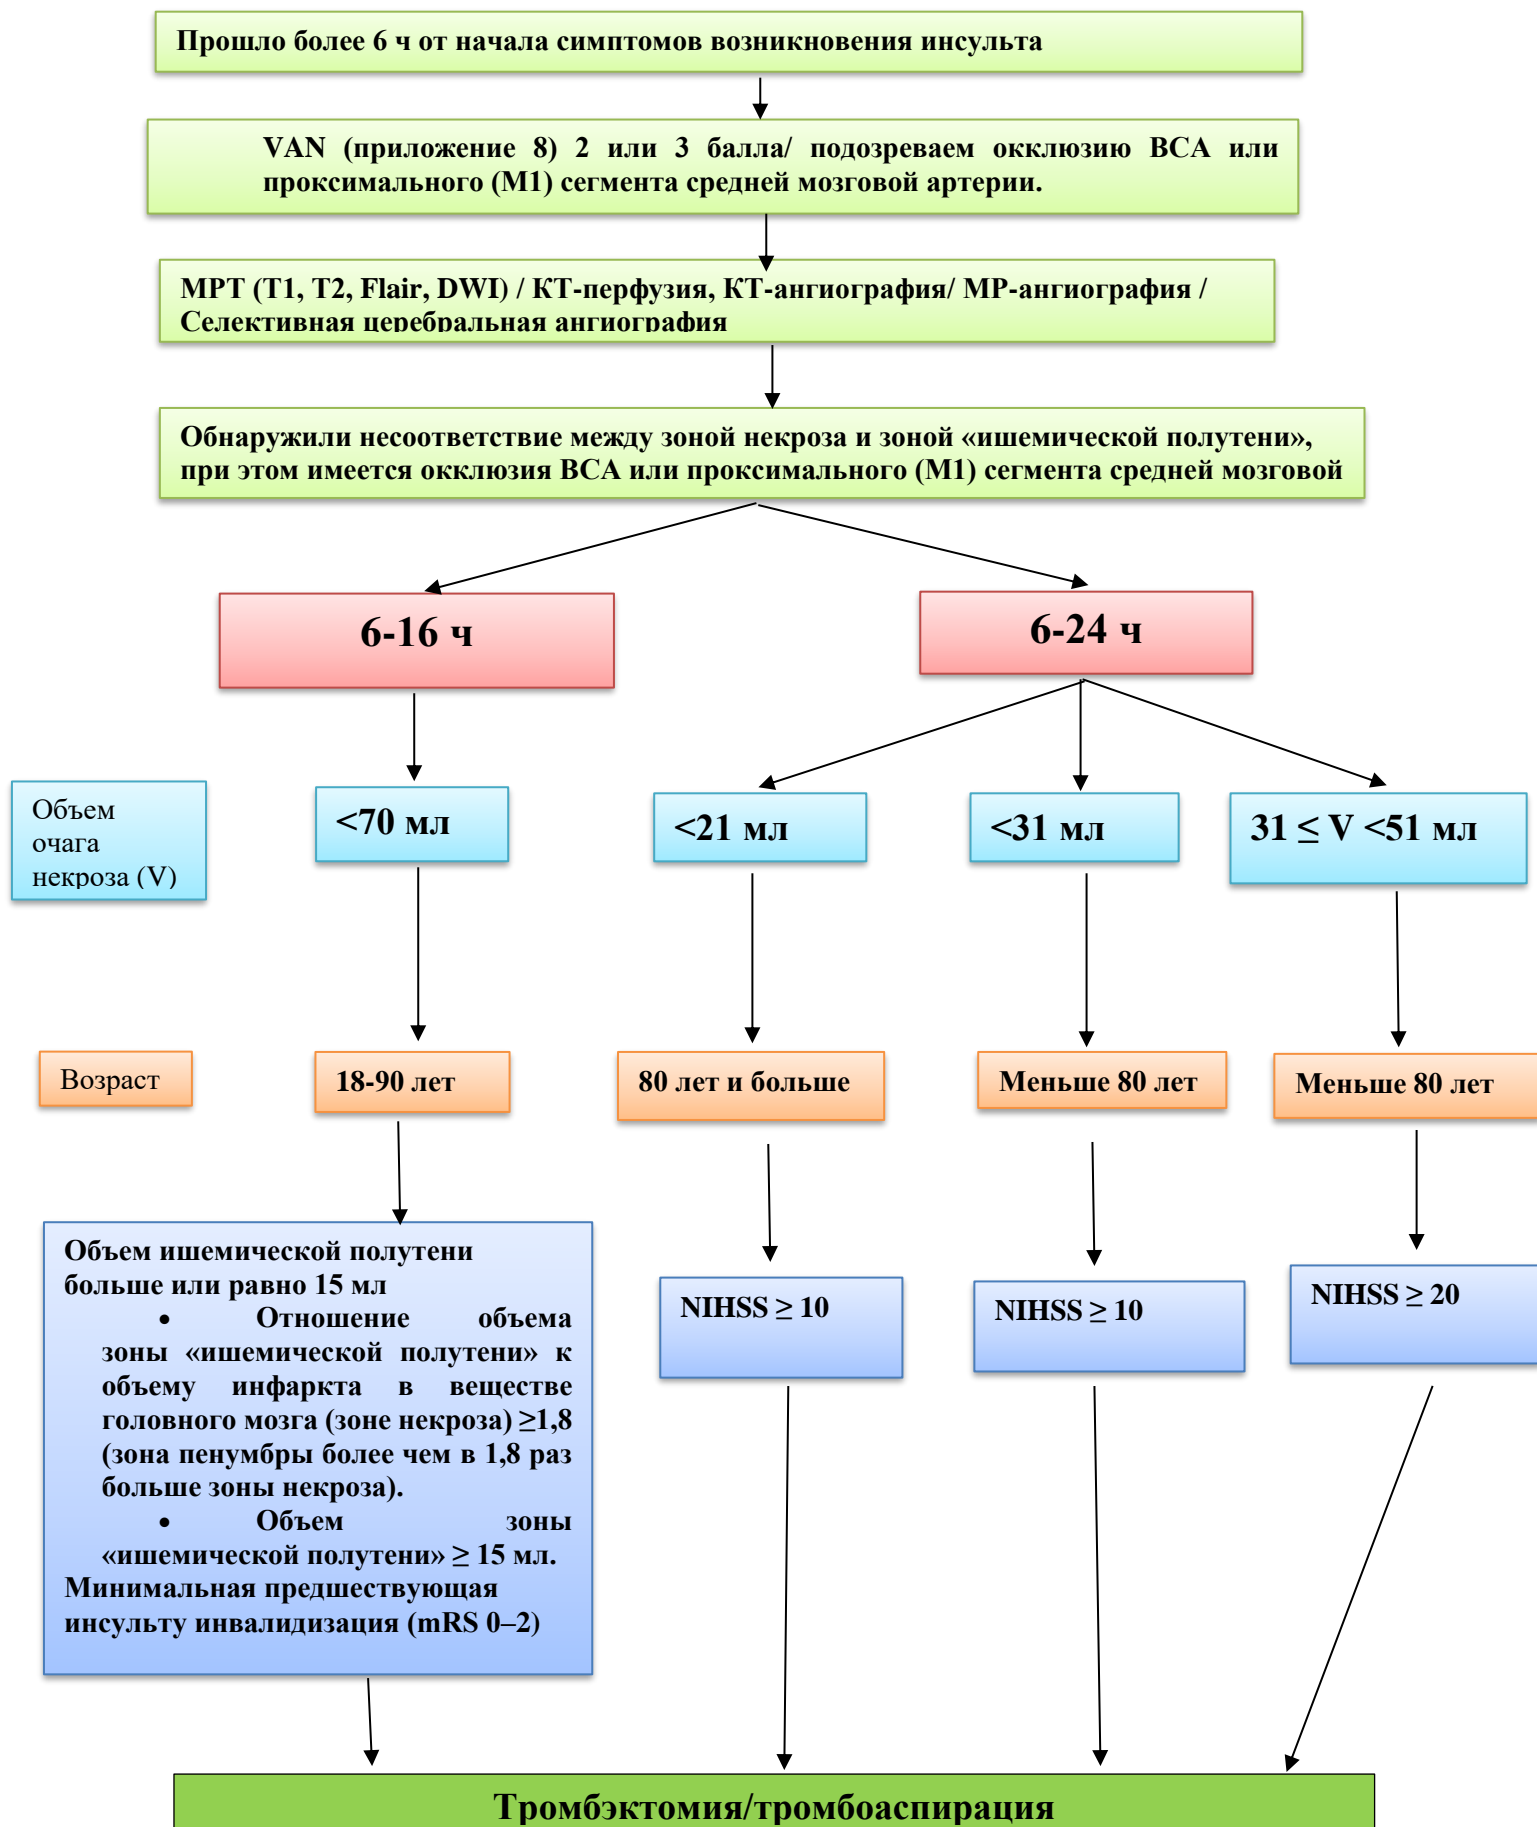 Прошло более 6 ч от начала симптомов возникновения инсульта
VAN (приложение 8) 2 или 3 балла/ подозреваем окклюзию ВСА или
проксимального (М1) сегмента средней мозговой артерии.
МРТ (Т1, Т2, Flair, DWI) / КТ-перфузия, КТ-ангиография/ МР-ангиография /
Селективная церебральная ангиография
Обнаружили несоответствие между зоной некроза и зоной «ишемической полутени»,
при этом имеется окклюзия ВСА или проксимального (М1) сегмента средней мозговой
6-16 ч
6-24 ч
Объем
очага
некроза (V)
<70 мл
<21 мл
<31 мл
31 ≤ V <51 мл
Возраст
18-90 лет
80 лет и больше
Меньше 80 лет
Меньше 80 лет
Объем ишемической полутени
больше или равно 15 мл
• Отношение объема
зоны «ишемической полутени» к
объему инфаркта в веществе
головного мозга (зоне некроза) ≥1,8
(зона пенумбры более чем в 1,8 раз
больше зоны некроза).
• Объем зоны
«ишемической полутени» ≥ 15 мл.
Минимальная предшествующая
инсульту инвалидизация (mRS 0–2)
NIHSS ≥ 10
NIHSS ≥ 10
NIHSS ≥ 20
Тромбэктомия/тромбоаспирация